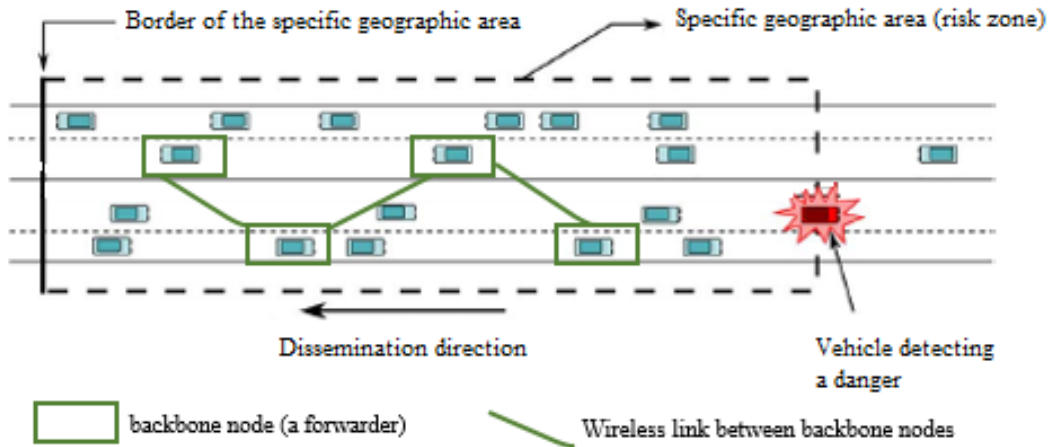 Border of the specific geographic area
Specific geographic area (risk zone)
Dissemination direction
Vehicle detecting
a danger
backbone node (a forwarder)
Wireless link between backbone nodes